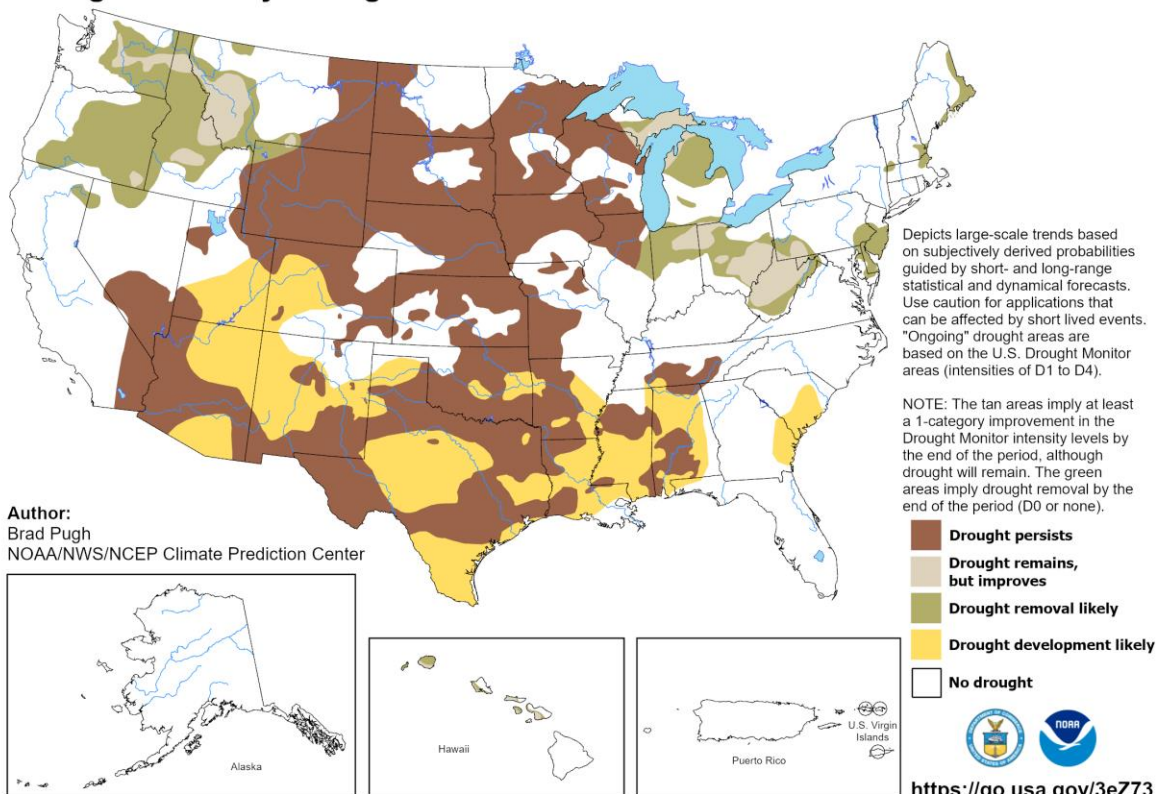 Depicts large-scale trends based
on subjectively derived probabilities
guided by short- and long-range
statistical and dynamical forecasts.
Use caution for applications that
can be affected by short lived events.
"Ongoing" drought areas are
based on the U.S. Drought Monitor
areas (intensities of D1 to D4).
NOTE: The tan areas imply at least
a 1-category improvement in the
Drought Monitor intensity levels by
the end of the period, although
drought will remain. The green
areas imply drought removal by the
end of the period (D0 or none).
Author:
Brad Pugh
NOAA/NWS/NCEP Climate Prediction Center
Drought persists
Drought remains,
but improves
Drought removal likely
Drought development likely
No drought
Alaska
Hawaii
Puerto Rico
U.S. Virgin
Islands
NOAA
https://go.usa.gov/3eZ73